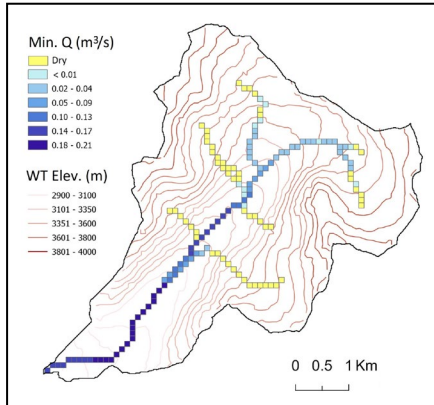 Min. Q (m³/s)
Dry
< 0.01
0.02 - 0.04
0.05 - 0.09
0.10 - 0.13
0.14 - 0.17
0.18 - 0.21
WT Elev. (m)
2900 - 3100
3101 - 3350
3351 - 3600
3601 - 3800
3801 - 4000
0 0.5 1 Km